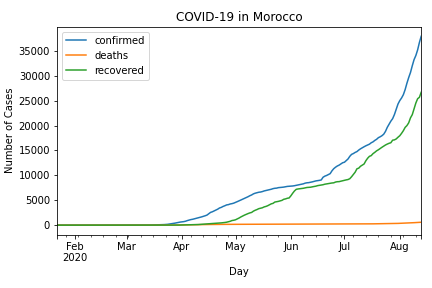 COVID-19 in Morocco
confirmed
deaths
recovered
Number of Cases
35000
30000
25000
20000
15000
10000
5000
0
Feb Mar Apr May Jun Jul Aug
2020
Day